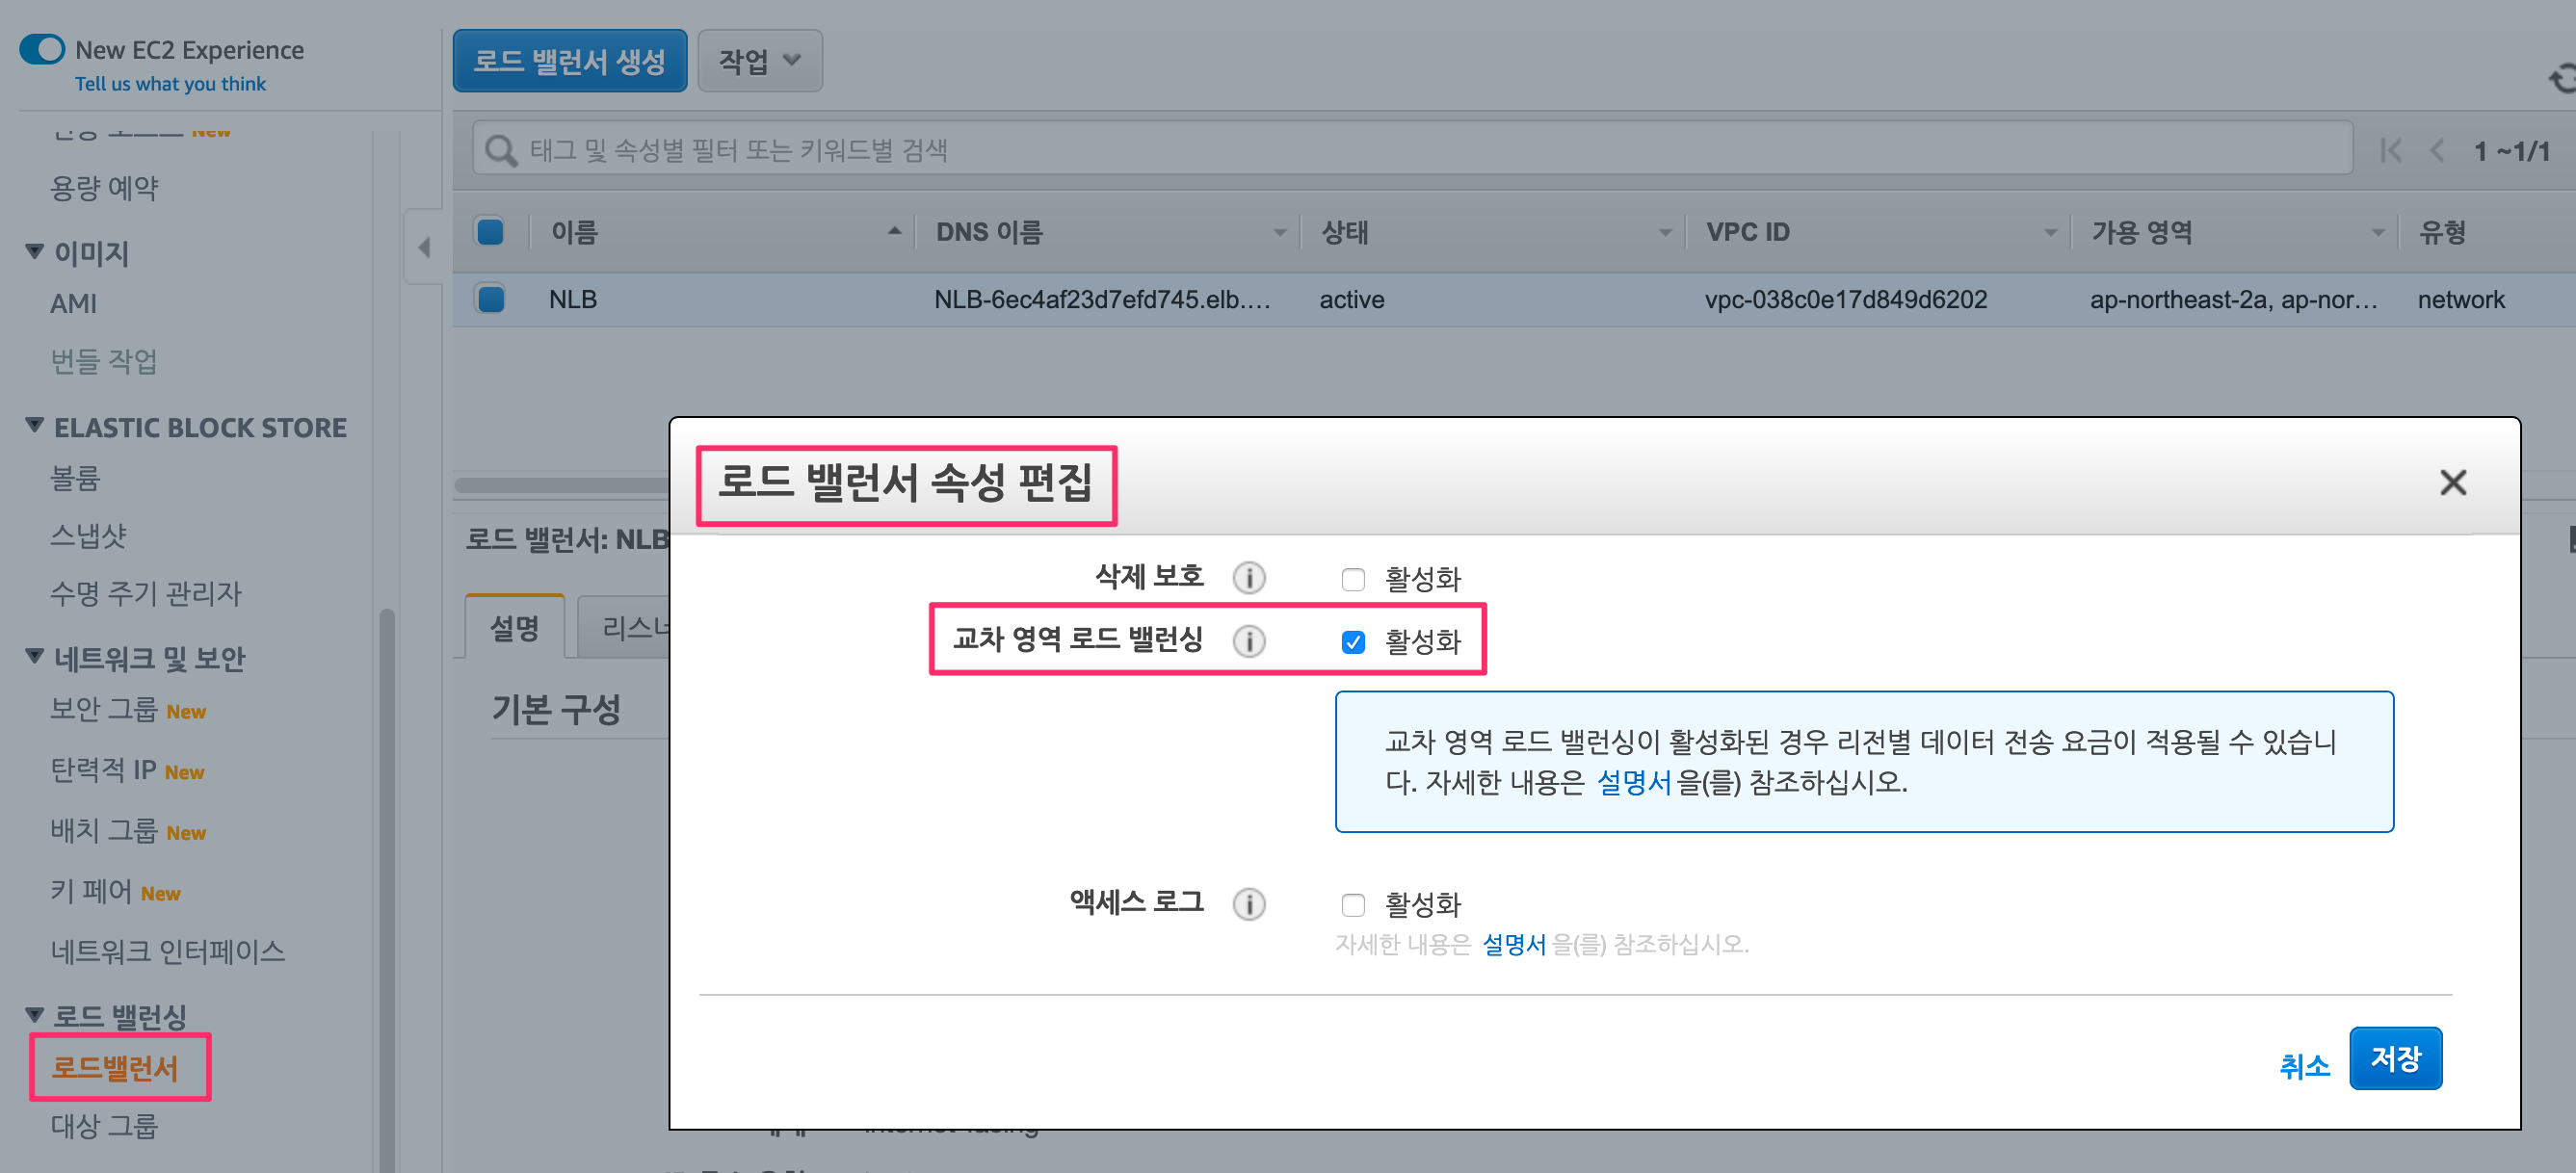 New EC2 Experience
Tell us what you think
New
용량 예약
이미지
AMI
번들 작업
ELASTIC BLOCK STORE
볼륨
스냅샷
수명 주기 관리자
네트워크 및 보안
보안 그룹 New
탄력적 IP New
배치 그룹 New
키 페어 New
네트워크 인터페이스
로드 밸런싱
로드밸런서
대상 그룹
로드 밸런서 생성
작업
태그 및 속성별 필터 또는 키워드별 검색
1 ~1/1
이름 DNS 이름 상태 VPC ID 가용 영역 유형
NLB NLB-6ec4af23d7efd745.elb.... active vpc-038c0e17d849d6202 ap-northeast-2a, ap-nor... network
로드 밸런서: NLB
설명
리스너
기본 구성
로드 밸런서 속성 편집
삭제 보호 활성화
교차 영역 로드 밸런싱 활성화
교차 영역 로드 밸런싱이 활성화된 경우 리전별 데이터 전송 요금이 적용될 수 있습니
다. 자세한 내용은 설명서을(를) 참조하십시오.
액세스 로그 활성화
자세한 내용은 설명서을(를) 참조하십시오.
취소
저장